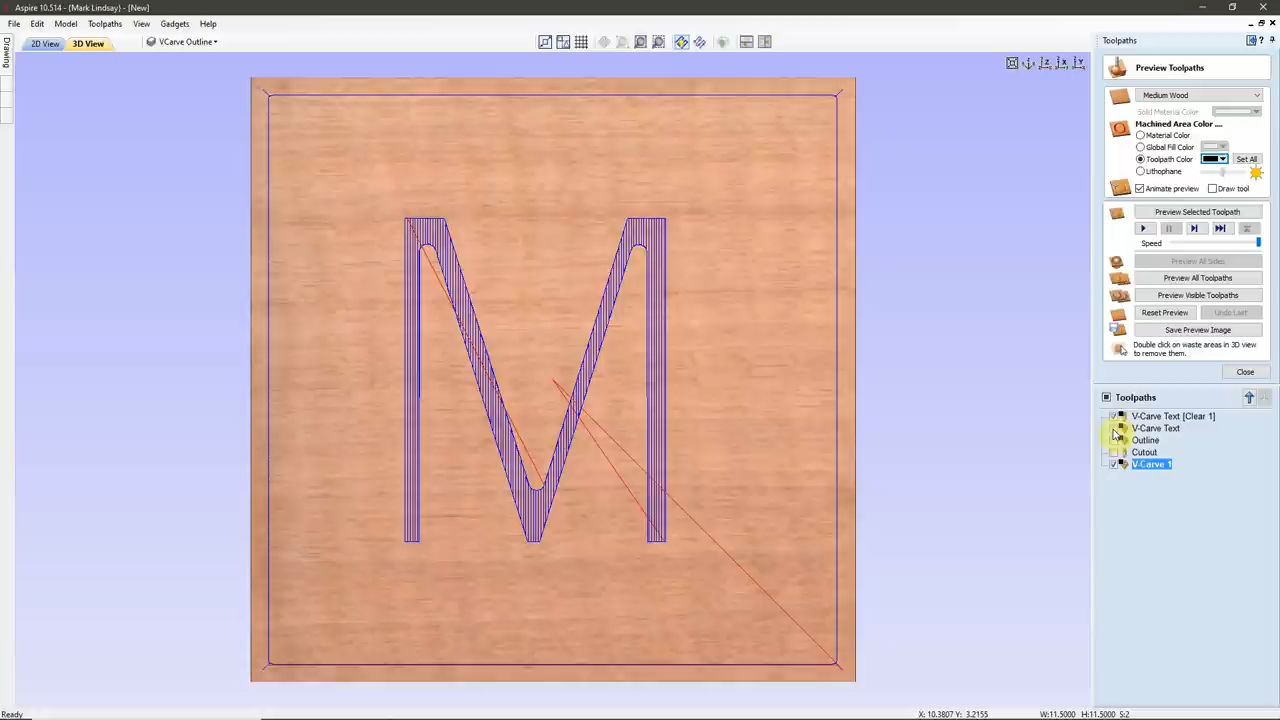 Aspire 10.514 - {Mark Lindsay} - [New]
File Edit Model Toolpaths View Gadgets Help
Drawing
2D View 3D View VCarve Outline
Toolpaths
Preview Toolpaths
Medium Wood
Solid Material Color
Machined Area Color ....
Material Color
Global Fill Color
Toolpath Color Set All
Lithophane
Animate preview Draw tool
Preview Selected Toolpath
Speed
Preview All Sides
Preview All Toolpaths
Preview Visible Toolpaths
Reset Preview Undo Last
Save Preview Image
Double click on waste areas in 3D view
to remove them.
Close
Toolpaths
V-Carve Text [Clear 1]
V-Carve Text
Outline
Cutout
V-Carve 1
M
Ready X: 10.3807 Y: 3.2155 W:11.5000 H:11.5000 S:2